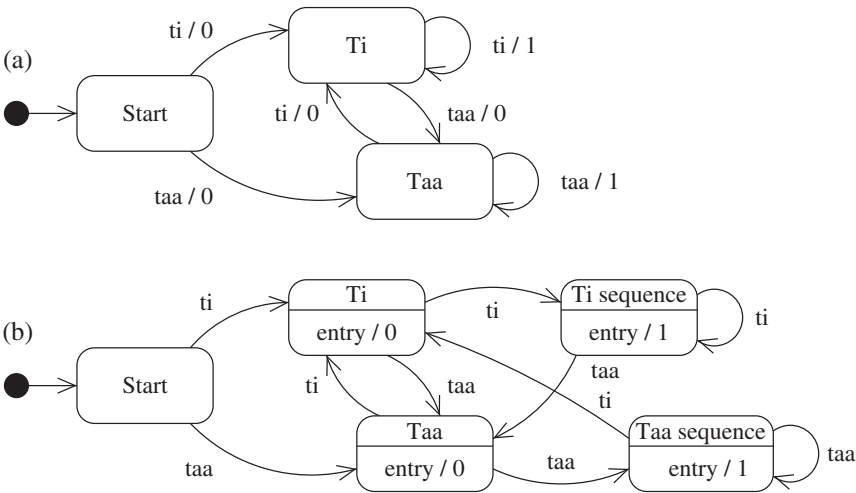 ti / 0
Ti
ti / 1
(a)
Start
ti / 0
taa / 0
Taa
taa / 0
taa / 1
ti
Ti
entry / 0
ti
Ti sequence
entry / 1
ti
(b)
Start
ti
taa
taa
ti
Taa
entry / 0
taa
taa
Taa sequence
entry / 1
taa